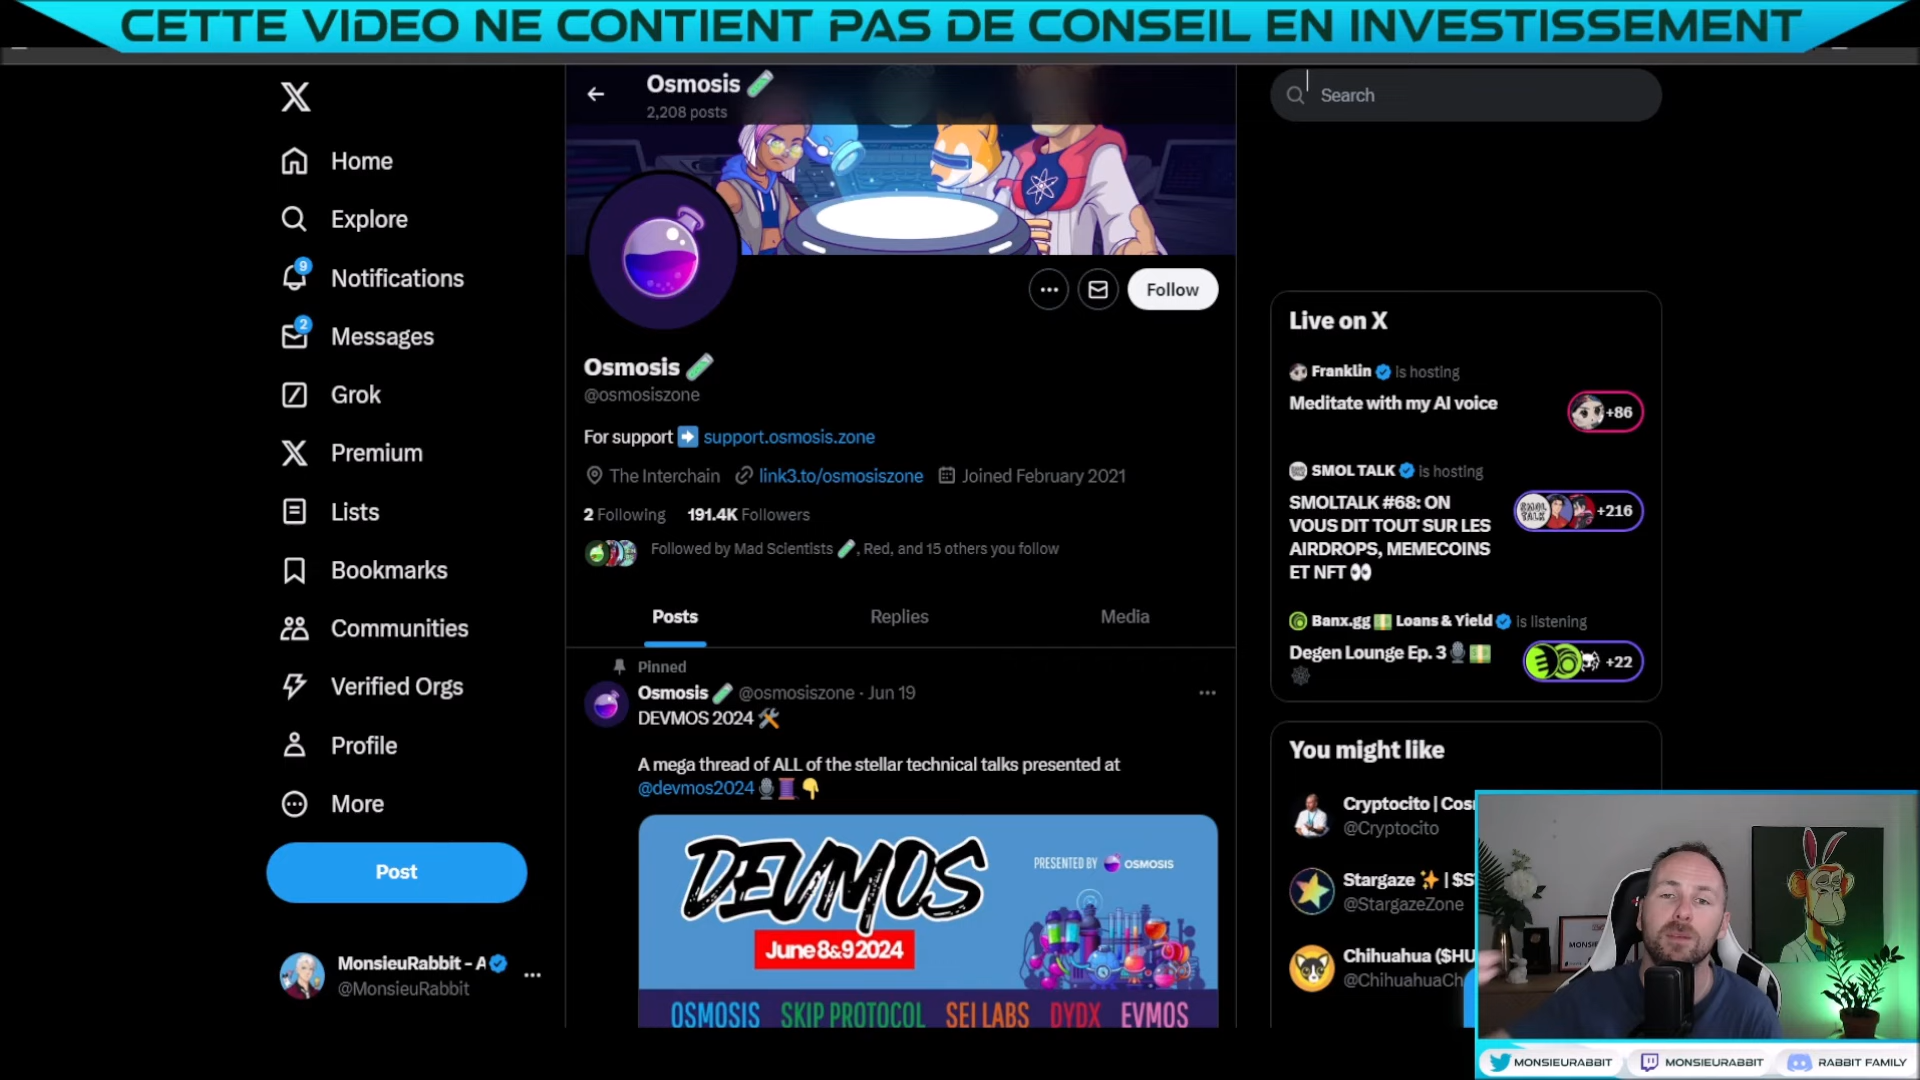 CETTE VIDEO NE CONTIENT PAS DE CONSEIL EN INVESTISSEMENT
Osmosis
2,208 posts
Search
Home
Explore
9
Notifications
2
Messages
Grok
Premium
Lists
Bookmarks
Communities
Verified Orgs
Profile
More
Post
MonsieuRabbit - A
@MonsieuRabbit
Follow
Osmosis
@osmosiszone
For support ➡️ support.osmosis.zone
The Interchain link3.to/osmosiszone Joined February 2021
2 Following 191.4K Followers
Followed by Mad Scientists 🧪, Red, and 15 others you follow
Posts Replies Media
Pinned
Osmosis 🧪 @osmosiszone · Jun 19
DEVMOS 2024 🛠️
A mega thread of ALL of the stellar technical talks presented at
@devmos2024 🎙️🧵👇
DEVMOS
June 8&9 2024
PRESENTED BY OSMOSIS
OSMOSIS SKIP PROTOCOL SEI LABS DYDX EVMOS
Live on X
Franklin is hosting
Meditate with my AI voice
+86
SMOL TALK is hosting
SMOLTALK #68: ON
VOUS DIT TOUT SUR LES
AIRDROPS, MEMECOINS
ET NFT 👀
SMOL
TALK
+216
Banx.gg 💵 Loans & Yield is listening
Degen Lounge Ep. 3 🎙️💵
🕸️
+22
You might like
Cryptocito | Cos
@Cryptocito
Stargaze ✨ | $S
@StargazeZone
Chihuahua ($HU
@ChihuahuaCh
MONSIEURABBIT
MONSIEURABBIT
RABBIT FAMILY